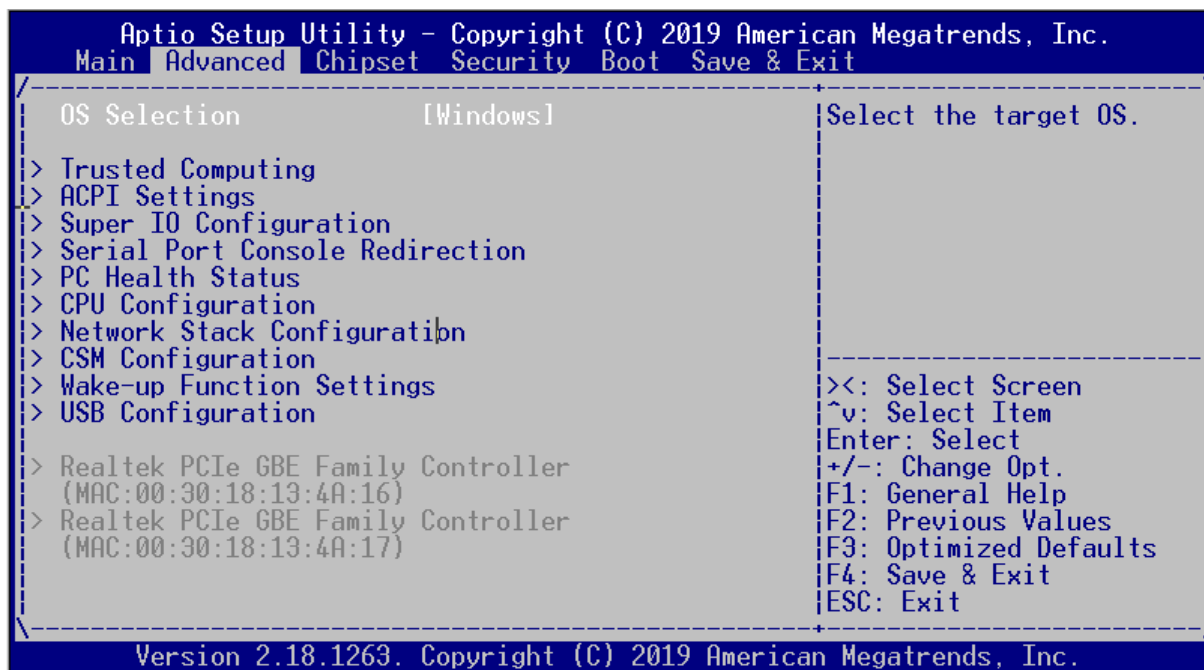 Aptio Setup Utility - Copyright (C) 2019 American Megatrends, Inc.
Main Advanced Chipset Security Boot Save & Exit
OS Selection [Windows]
Select the target OS.
> Trusted Computing
> ACPI Settings
> Super IO Configuration
> Serial Port Console Redirection
> PC Health Status
> CPU Configuration
> Network Stack Configuration
> CSM Configuration
> Wake-up Function Settings
> USB Configuration
> Realtek PCIe GBE Family Controller
(MAC:00:30:18:13:4A:16)
> Realtek PCIe GBE Family Controller
(MAC:00:30:18:13:4A:17)
><: Select Screen
^v: Select Item
Enter: Select
+/-: Change Opt.
F1: General Help
F2: Previous Values
F3: Optimized Defaults
F4: Save & Exit
ESC: Exit
Version 2.18.1263. Copyright (C) 2019 American Megatrends, Inc.